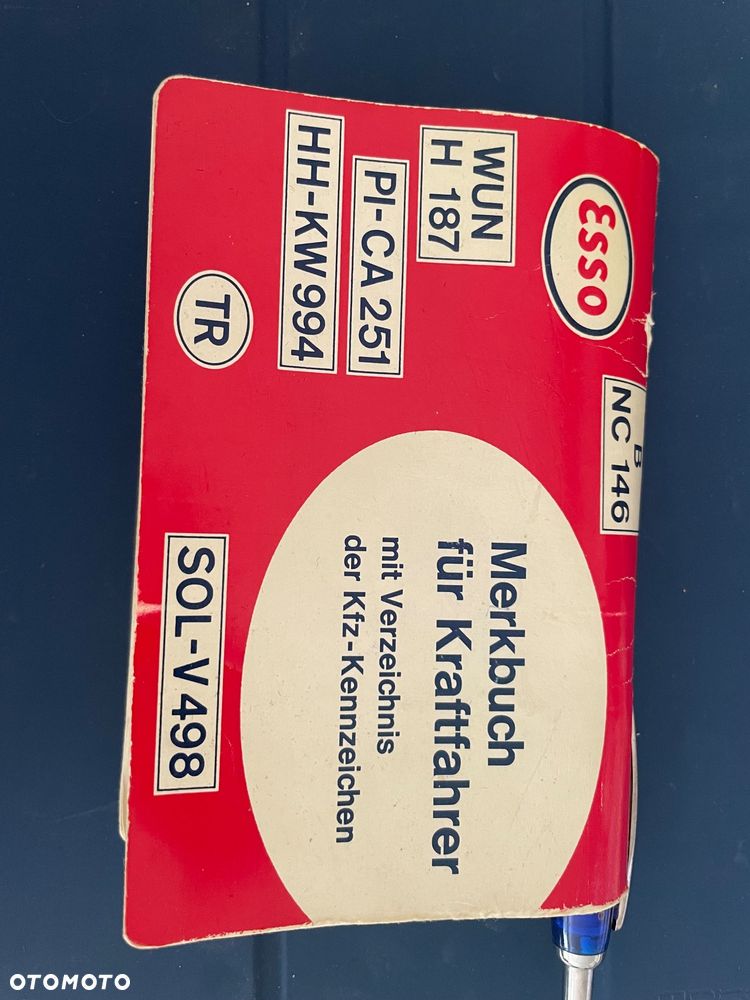 Esso
B
NC 146
WUN
H 187
PI-CA 251
HH-KW 994
TR
Merkbuch
für Kraftfahrer
mit Verzeichnis
der Kfz-Kennzeichen
SOL-V 498
OTOMOTO